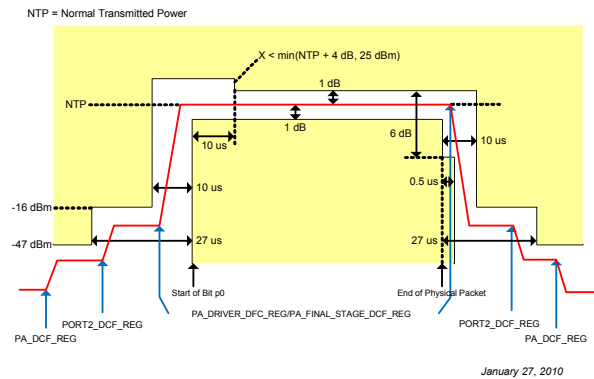 NTP = Normal Transmitted Power
X < min(NTP + 4 dB, 25 dBm)
1 dB
NTP
1 dB
6 dB
10 us
10 us
10 us
0.5 us
-16 dBm
-47 dBm
27 us
27 us
Start of Bit p0
End of Physical Packet
PA_DRIVER_DFC_REG/PA_FINAL_STAGE_DCF_REG
PORT2_DCF_REG
PORT2_DCF_REG
PA_DCF_REG
PA_DCF_REG
January 27, 2010